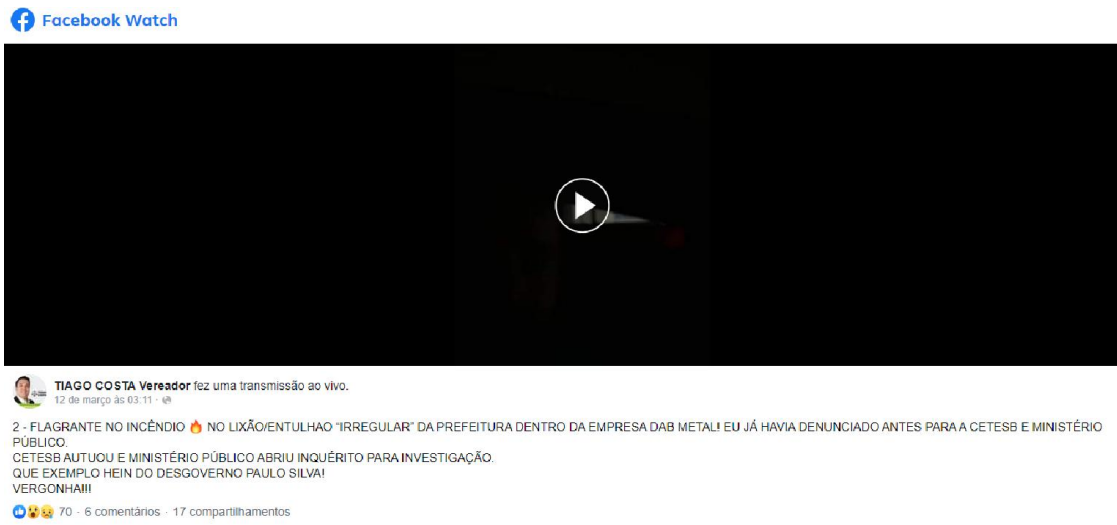 Facebook Watch
TIAGO COSTA Vereador fez uma transmissão ao vivo.
12 de março às 03:11 ·
2 - FLAGRANTE NO INCÊNDIO 🔥 NO LIXÃO/ENTULHAO "IRREGULAR" DA PREFEITURA DENTRO DA EMPRESA DAB METAL! EU JÁ HAVIA DENUNCIADO ANTES PARA A CETESB E MINISTÉRIO
PÚBLICO.
CETESB AUTUOU E MINISTÉRIO PÚBLICO ABRIU INQUÉRITO PARA INVESTIGAÇÃO.
QUE EXEMPLO HEIN DO DESGOVERNO PAULO SILVA!
VERGONHA!!!
70 · 6 comentários · 17 compartilhamentos